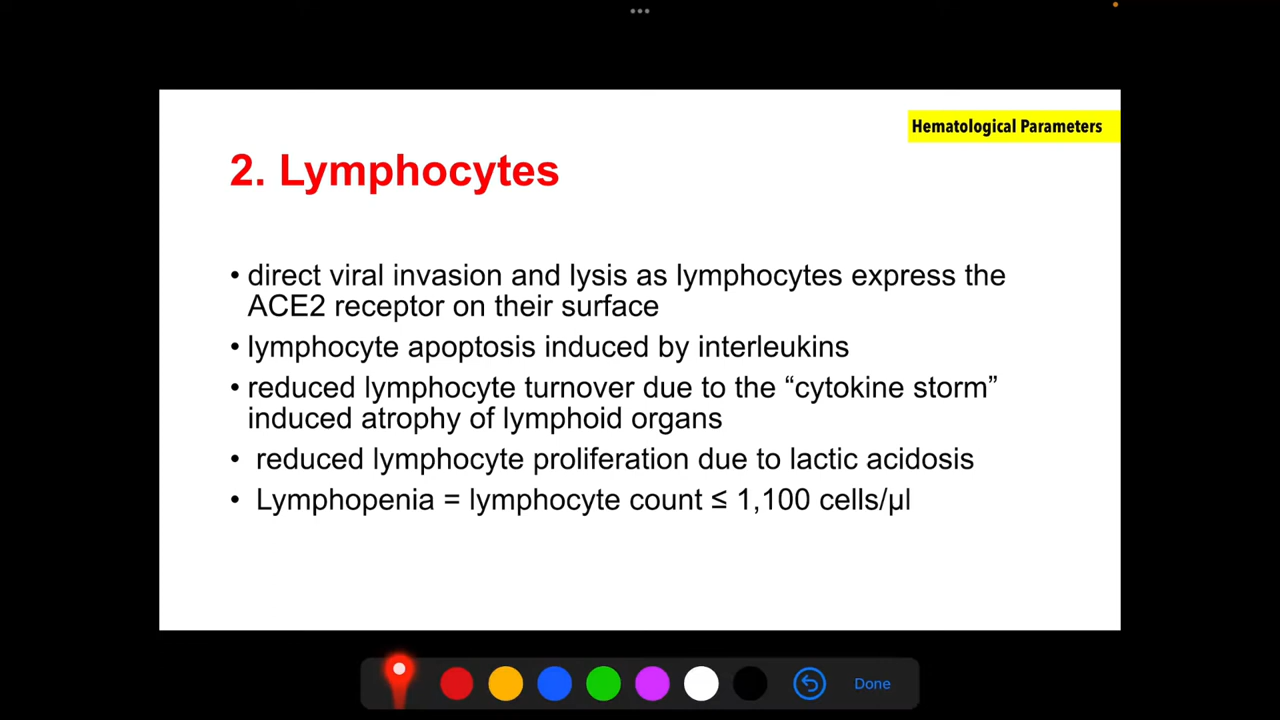 Hematological Parameters
2. Lymphocytes
• direct viral invasion and lysis as lymphocytes express the
ACE2 receptor on their surface
• lymphocyte apoptosis induced by interleukins
• reduced lymphocyte turnover due to the “cytokine storm”
induced atrophy of lymphoid organs
• reduced lymphocyte proliferation due to lactic acidosis
• Lymphopenia = lymphocyte count ≤ 1,100 cells/µl
Done